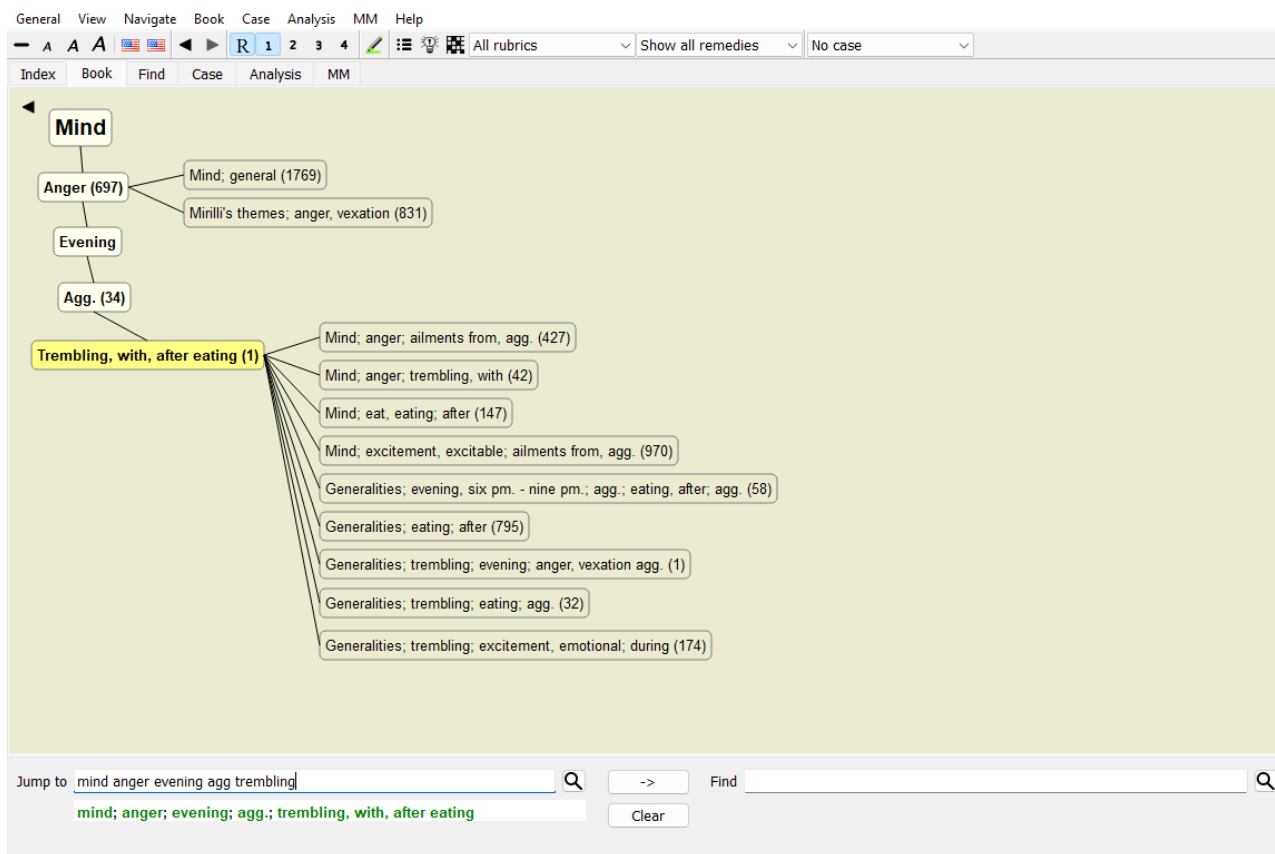 General View Navigate Book Case Analysis MM Help
A A A R 1 2 3 4 All rubrics Show all remedies No case
Index Book Find Case Analysis MM
Mind
Anger (697)
Mind; general (1769)
Mirilli's themes; anger, vexation (831)
Evening
Agg. (34)
Trembling, with, after eating (1)
Mind; anger; ailments from, agg. (427)
Mind; anger; trembling, with (42)
Mind; eat, eating; after (147)
Mind; excitement, excitable; ailments from, agg. (970)
Generalities; evening, six pm. - nine pm.; agg.; eating, after; agg. (58)
Generalities; eating; after (795)
Generalities; trembling; evening; anger, vexation agg. (1)
Generalities; trembling; eating; agg. (32)
Generalities; trembling; excitement, emotional; during (174)
Jump to mind anger evening agg trembling -> Find
mind; anger; evening; agg.; trembling, with, after eating Clear